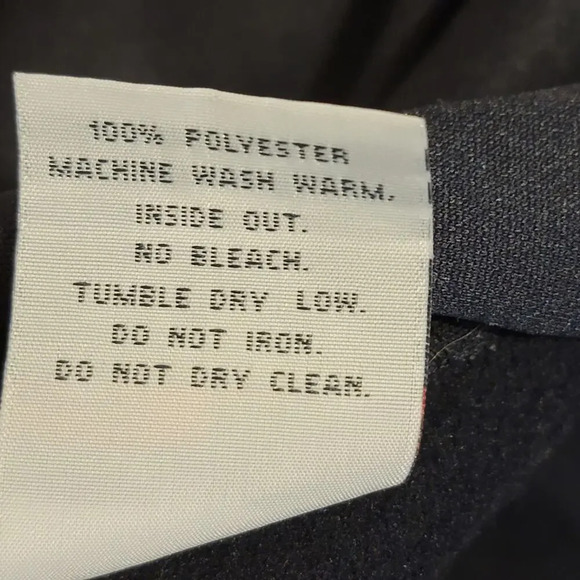 100% POLYESTER
MACHINE WASH WARM,
INSIDE OUT.
NO BLEACH.
TUMBLE DRY LOW.
DO NOT IRON.
DO NOT DRY CLEAN.